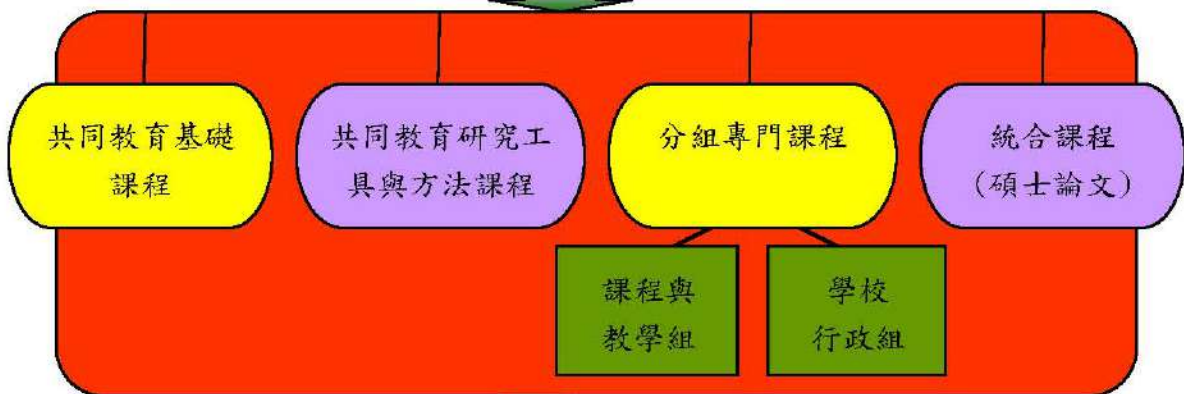 共同教育基礎
課程
共同教育研究工
具與方法課程
分組專門課程
統合課程
(碩士論文)
課程與
教學組
學校
行政組